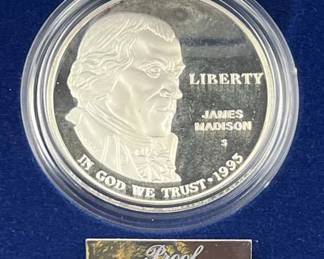 LIBERTY
JAMES
MADISON
S
IN GOD WE TRUST · 1993
Proof